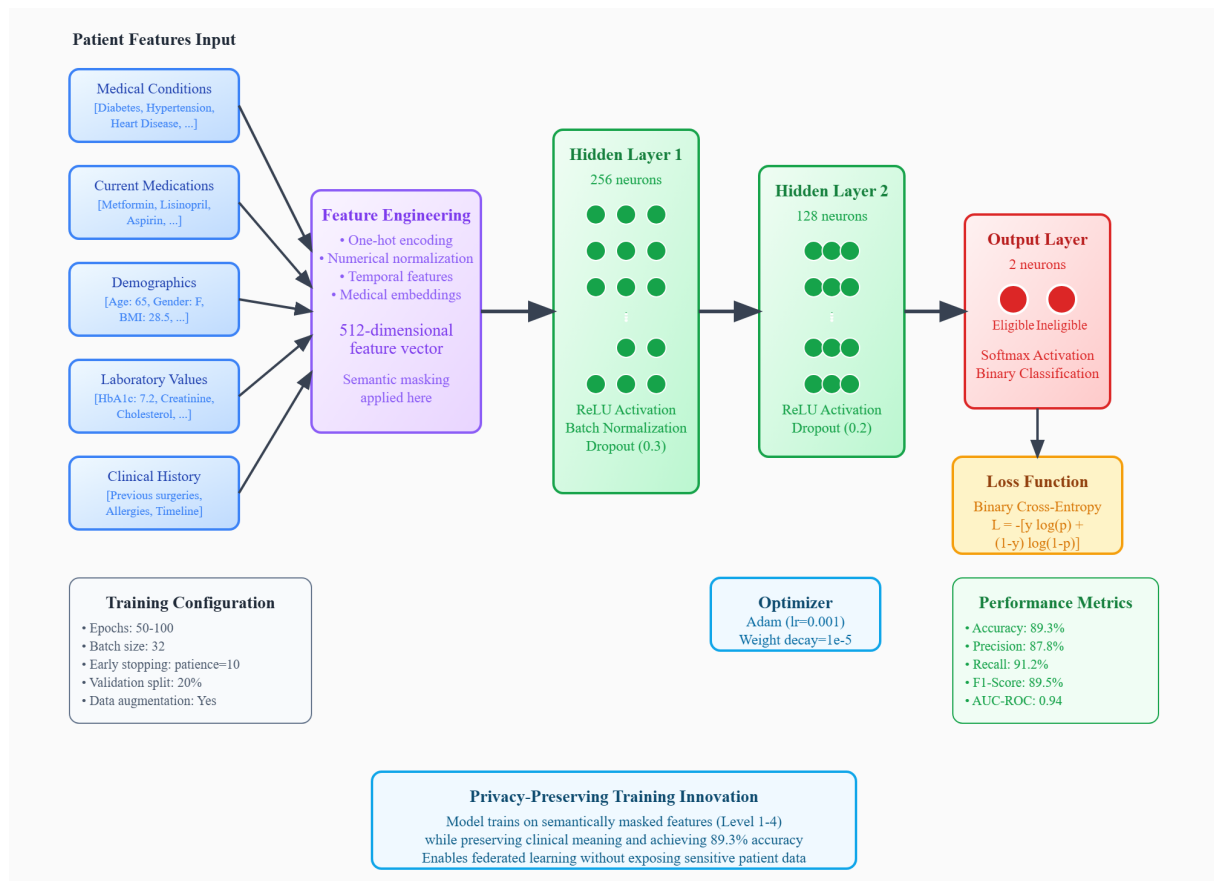 Patient Features Input
Medical Conditions
[Diabetes, Hypertension,
Heart Disease, ...]
Current Medications
[Metformin, Lisinopril,
Aspirin, ...]
Demographics
[Age: 65, Gender: F,
BMI: 28.5, ...]
Laboratory Values
[HbA1c: 7.2, Creatinine,
Cholesterol, ...]
Clinical History
[Previous surgeries,
Allergies, Timeline]
Feature Engineering
• One-hot encoding
• Numerical normalization
• Temporal features
• Medical embeddings
512-dimensional
feature vector
Semantic masking
applied here
Hidden Layer 1
256 neurons
⋮
ReLU Activation
Batch Normalization
Dropout (0.3)
Hidden Layer 2
128 neurons
⋮
ReLU Activation
Dropout (0.2)
Output Layer
2 neurons
Eligible Ineligible
Softmax Activation
Binary Classification
Loss Function
Binary Cross-Entropy
L = -[y log(p) +
(1-y) log(1-p)]
Training Configuration
• Epochs: 50-100
• Batch size: 32
• Early stopping: patience=10
• Validation split: 20%
• Data augmentation: Yes
Optimizer
Adam (lr=0.001)
Weight decay=1e-5
Performance Metrics
• Accuracy: 89.3%
• Precision: 87.8%
• Recall: 91.2%
• F1-Score: 89.5%
• AUC-ROC: 0.94
Privacy-Preserving Training Innovation
Model trains on semantically masked features (Level 1-4)
while preserving clinical meaning and achieving 89.3% accuracy
Enables federated learning without exposing sensitive patient data